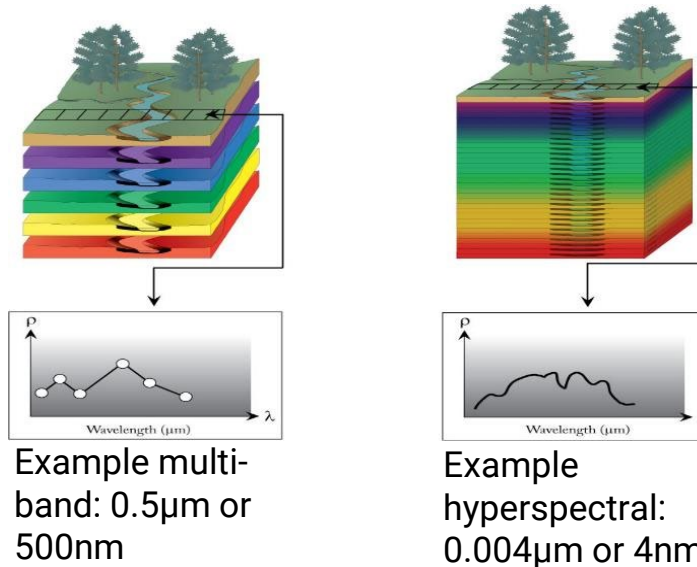 ρ
λ
Wavelength (μm)
Example multi-
band: 0.5μm or
500nm
ρ
Wavelength (μm)
Example
hyperspectral:
0.004μm or 4nm